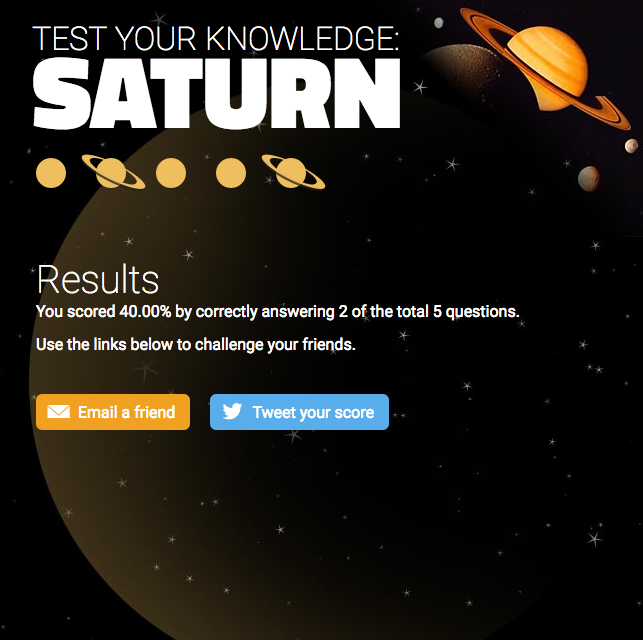 TEST YOUR KNOWLEDGE:
SATURN
Results
You scored 40.00% by correctly answering 2 of the total 5 questions.
Use the links below to challenge your friends.
Email a friend
Tweet your score